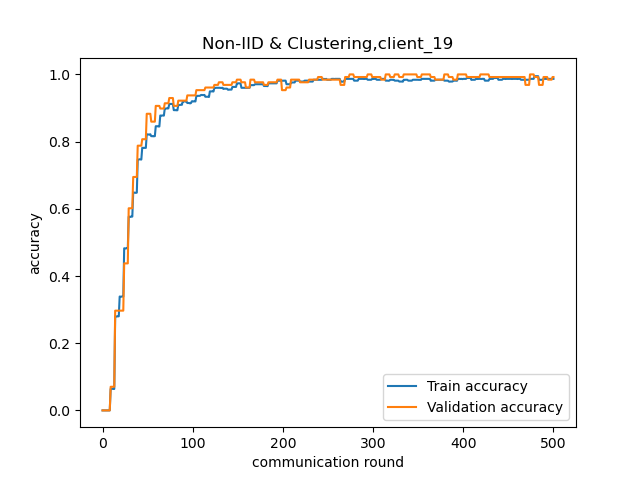 Non-IID & Clustering,client_19
accuracy
1.0
0.8
0.6
0.4
0.2
0.0
0
100
200
300
400
500
communication round
Train accuracy
Validation accuracy